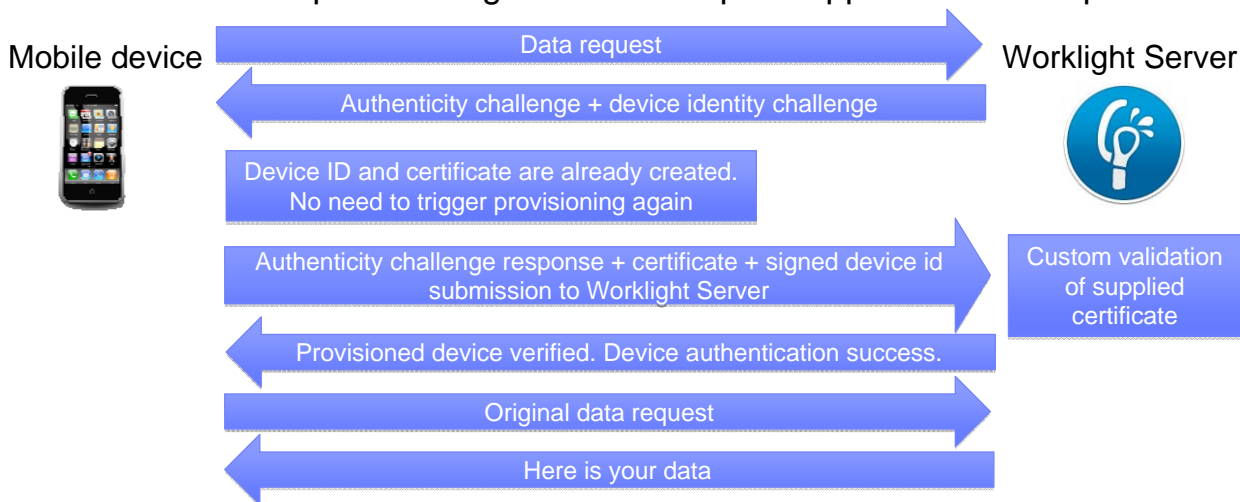 Mobile device
Data request
Worklight Server
Authenticity challenge + device identity challenge
Device ID and certificate are already created.
No need to trigger provisioning again
Authenticity challenge response + certificate + signed device id
submission to Worklight Server
Custom validation
of supplied
certificate
Provisioned device verified. Device authentication success.
Original data request
Here is your data